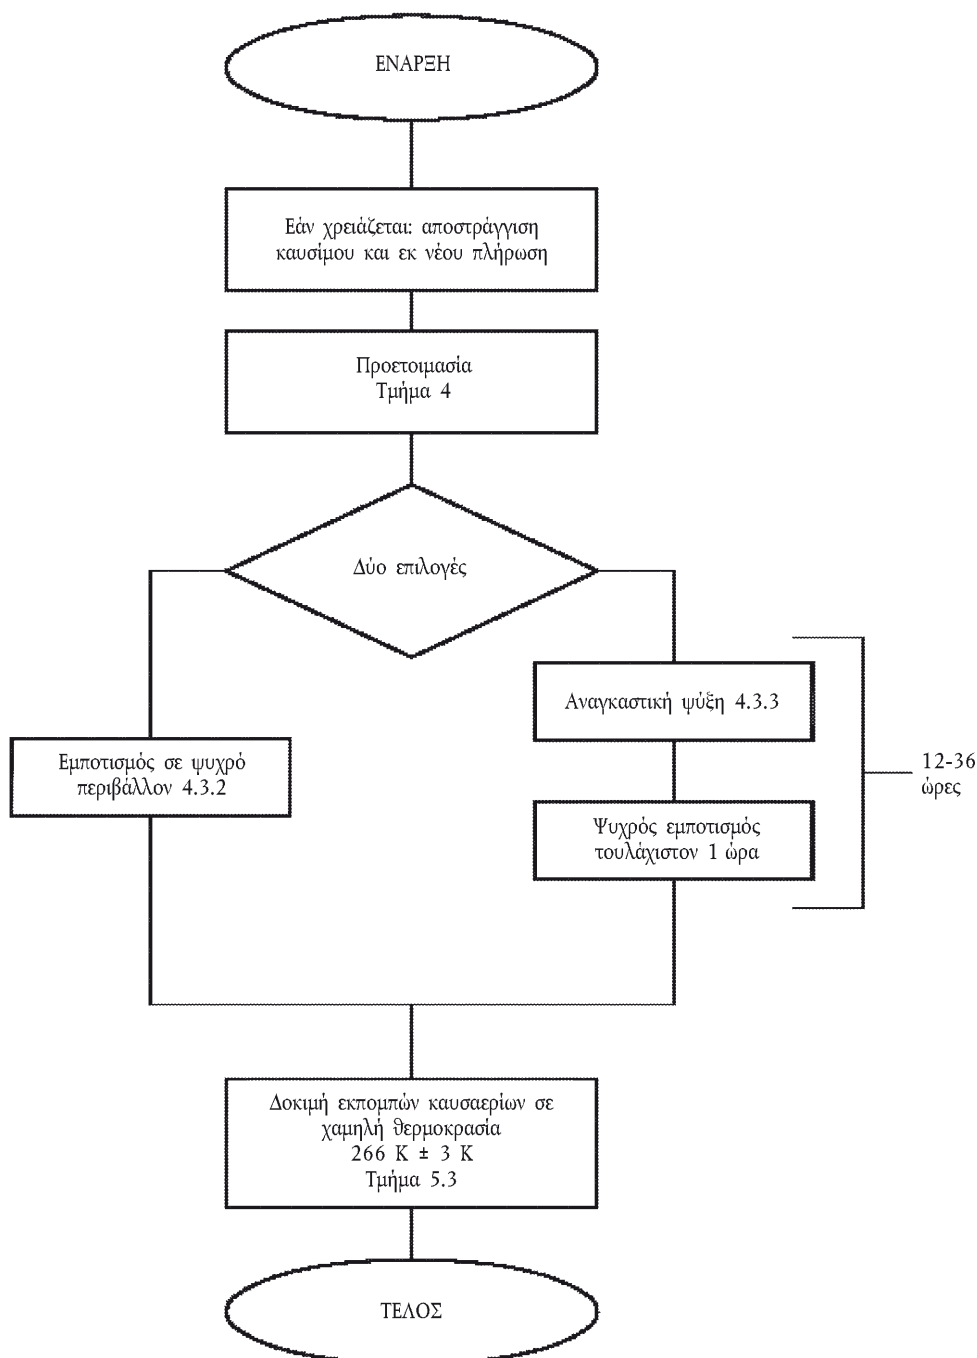 ΕΝΑΡΞΗ
Εάν χρειάζεται: αποστράγγιση
καυσίμου και εκ νέου πλήρωση
Προετοιμασία
Τμήμα 4
Δύο επιλογές
Αναγκαστική ψύξη 4.3.3
Εμποτισμός σε ψυχρό
περιβάλλον 4.3.2
12-36
ώρες
Ψυχρός εμποτισμός
τουλάχιστον 1 ώρα
Δοκιμή εκπομπών καυσαερίων σε
χαμηλή θερμοκρασία
266 K ± 3 K
Τμήμα 5.3
ΤΕΛΟΣ